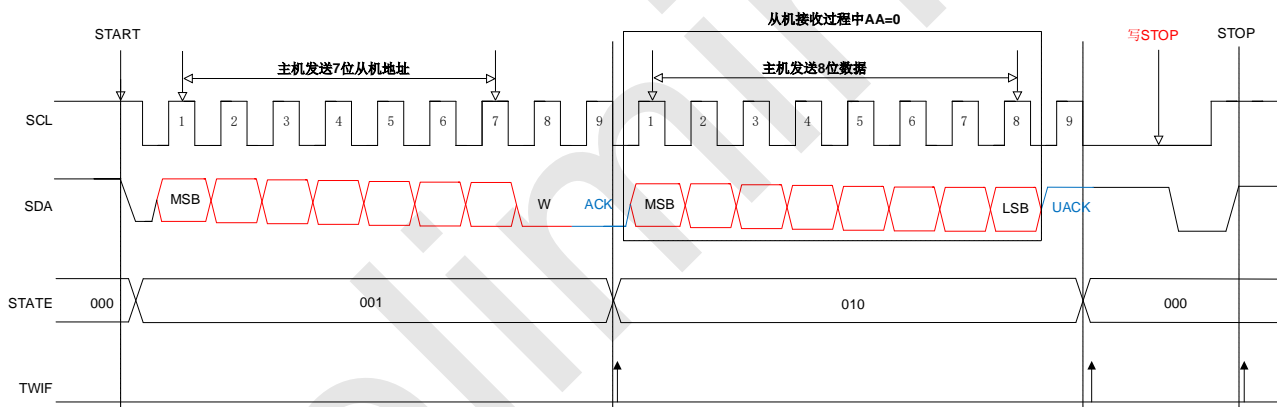 从机接收过程中AA=0
START
写STOP
STOP
主机发送7位从机地址
主机发送8位数据
SCL
1 2 3 4 5 6 7 8 9 1 2 3 4 5 6 7 8 9
SDA
MSB W ACK MSB LSB UACK
STATE 000 001 010 000
TWIF